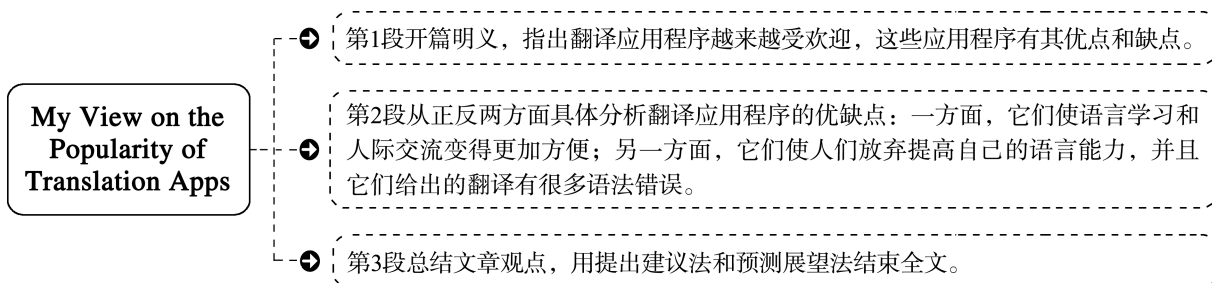 My View on the
Popularity of
Translation Apps
第1段开篇明义，指出翻译应用程序越来越受欢迎，这些应用程序有其优点和缺点。
第2段从正反两方面具体分析翻译应用程序的优缺点：一方面，它们使语言学习和
人际交流变得更加方便；另一方面，它们使人们放弃提高自己的语言能力，并且
它们给出的翻译有很多语法错误。
第3段总结文章观点，用提出建议法和预测展望法结束全文。